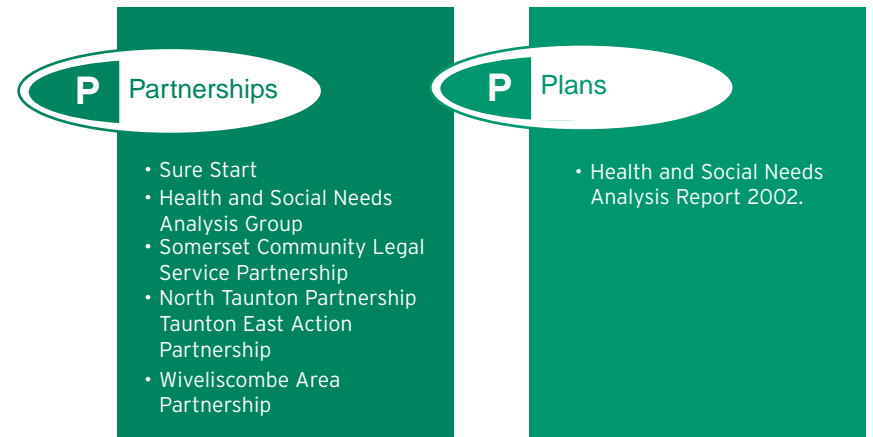 P Partnerships
• Sure Start
• Health and Social Needs
Analysis Group
• Somerset Community Legal
Service Partnership
• North Taunton Partnership
Taunton East Action
Partnership
• Wiveliscombe Area
Partnership
P Plans
• Health and Social Needs
Analysis Report 2002.